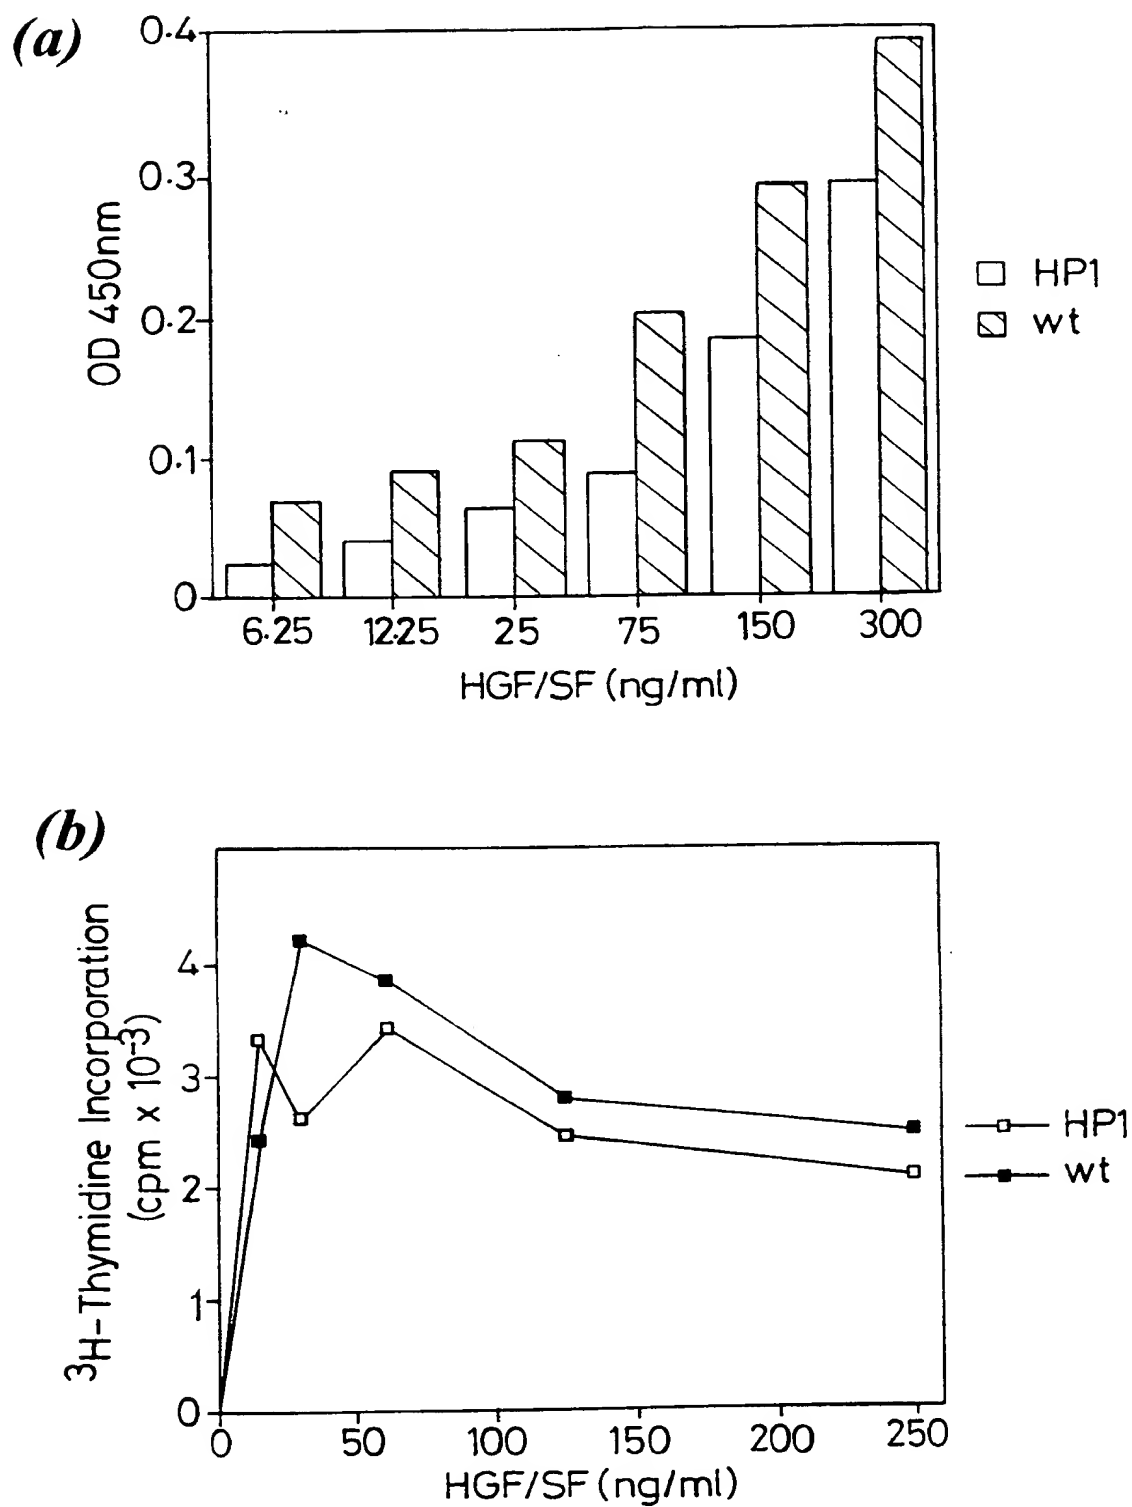 (a)
0.4
0.3
0.2
0.1
0
OD 450nm
6.25 12.25 25 75 150 300
HGF/SF (ng/ml)
HP1
wt
(b)
4
3
2
1
0
³H-Thymidine Incorporation
(cpm x 10⁻³)
0 50 100 150 200 250
HGF/SF (ng/ml)
HP1
wt